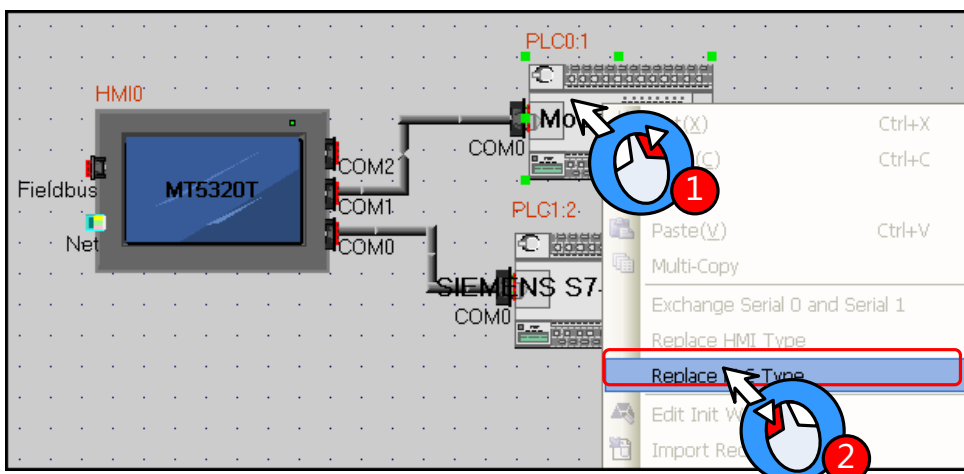 PLC0:1
HMI0
Mo
(X) Ctrl+X
COM0
COM2
(C) Ctrl+C
Fieldbus
MT5320T
1
COM1
PLC1:2
Paste(V) Ctrl+V
Net
COM0
Multi-Copy
SIEMENS S7
Exchange Serial 0 and Serial 1
COM0
Replace HMI Type
Replace Type
Edit Init
Import
2